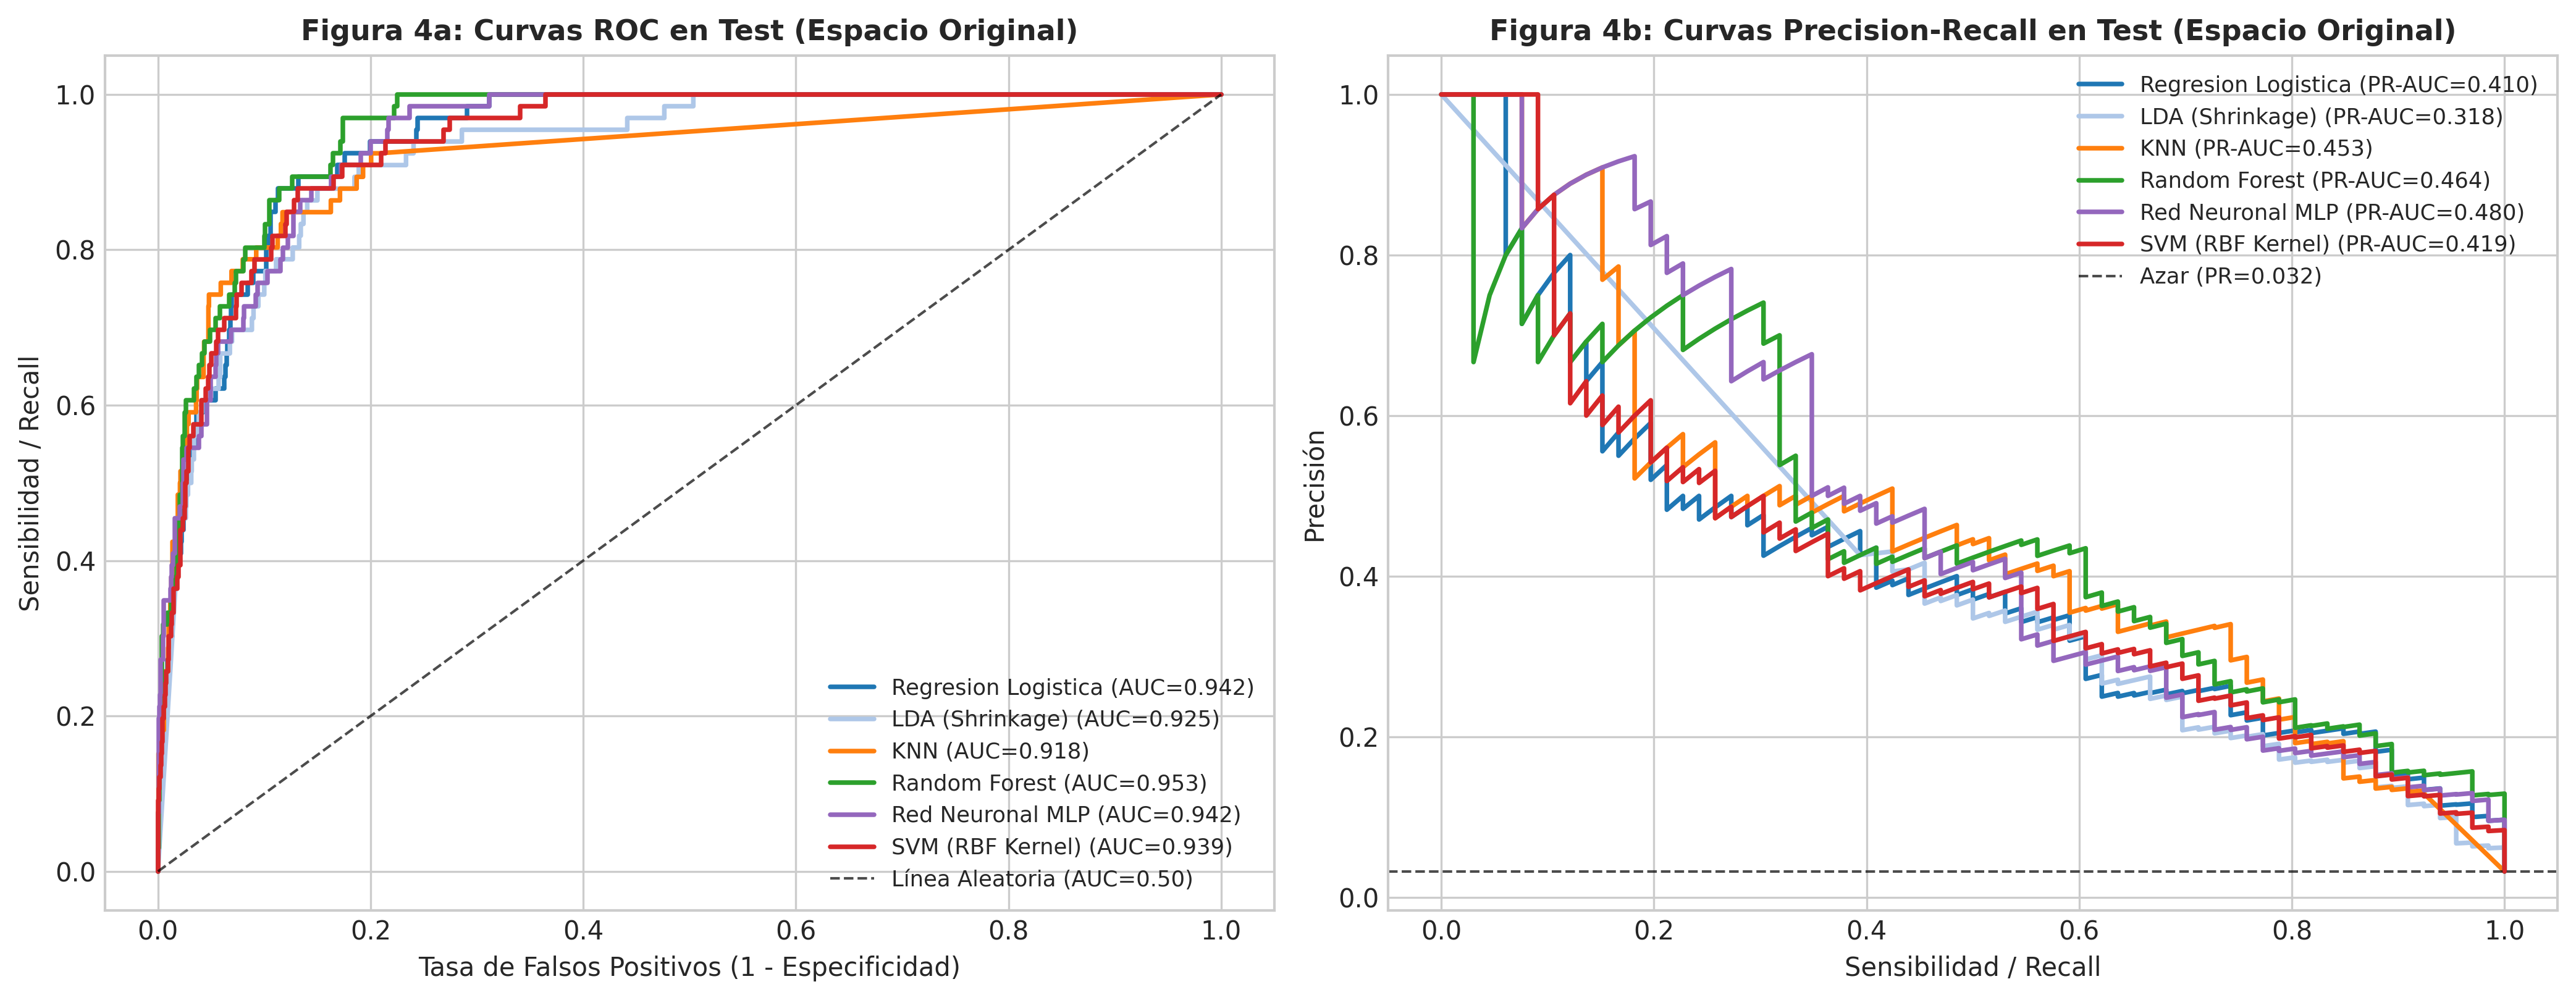 Figura 4a: Curvas ROC en Test (Espacio Original)
Sensibilidad / Recall
1.0
0.8
0.6
0.4
0.2
0.0
Regresion Logistica (AUC=0.942)
LDA (Shrinkage) (AUC=0.925)
KNN (AUC=0.918)
Random Forest (AUC=0.953)
Red Neuronal MLP (AUC=0.942)
SVM (RBF Kernel) (AUC=0.939)
Línea Aleatoria (AUC=0.50)
0.0 0.2 0.4 0.6 0.8 1.0
Tasa de Falsos Positivos (1 - Especificidad)
Figura 4b: Curvas Precision-Recall en Test (Espacio Original)
Precisión
1.0
0.8
0.6
0.4
0.2
0.0
Regresion Logistica (PR-AUC=0.410)
LDA (Shrinkage) (PR-AUC=0.318)
KNN (PR-AUC=0.453)
Random Forest (PR-AUC=0.464)
Red Neuronal MLP (PR-AUC=0.480)
SVM (RBF Kernel) (PR-AUC=0.419)
Azar (PR=0.032)
0.0 0.2 0.4 0.6 0.8 1.0
Sensibilidad / Recall